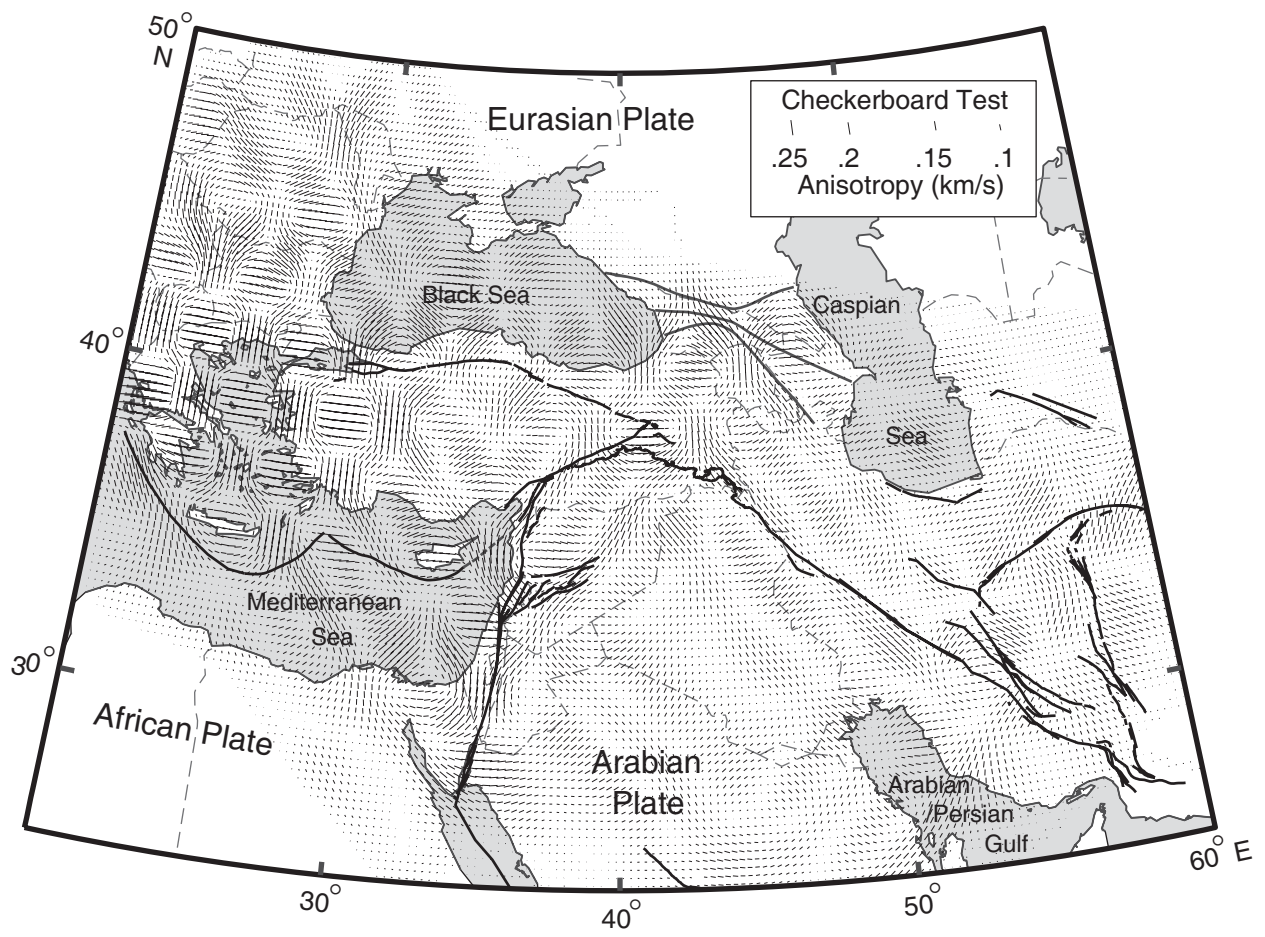 50° N
Eurasian Plate
Checkerboard Test
.25 .2 .15 .1
Anisotropy (km/s)
Black Sea
Caspian
Sea
40°
Mediterranean
Sea
30°
African Plate
Arabian
Plate
Arabian
/Persian
Gulf
30°
40°
50°
60° E